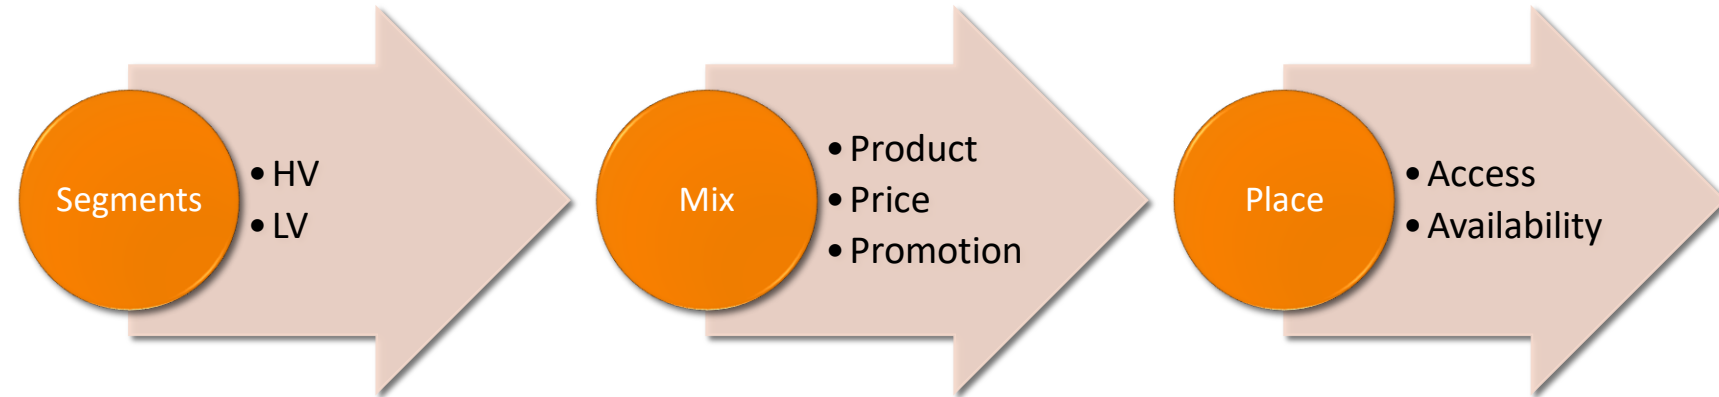 Segments
• HV
• LV
Mix
• Product
• Price
• Promotion
Place
• Access
• Availability